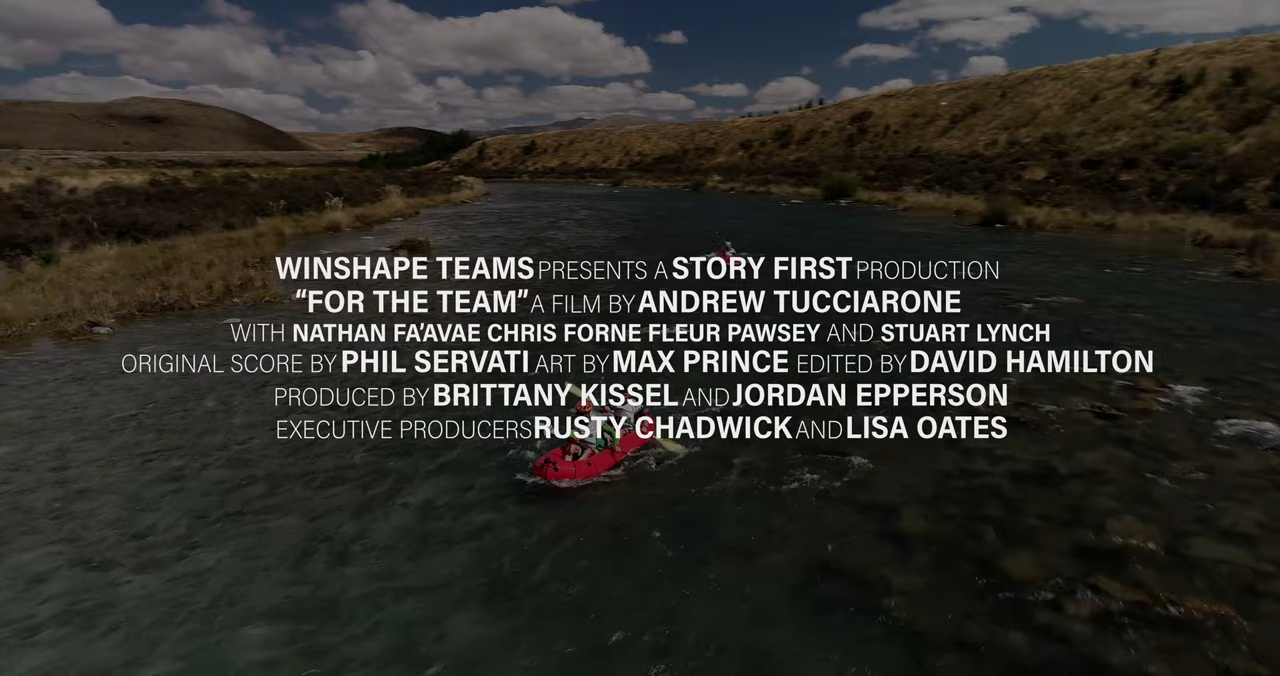 WINSHAPE TEAMS PRESENTS A STORY FIRST PRODUCTION
“FOR THE TEAM” A FILM BY ANDREW TUCCIARONE
WITH NATHAN FA'AVAE CHRIS FORNE FLEUR PAWSEY AND STUART LYNCH
ORIGINAL SCORE BY PHIL SERVATI ART BY MAX PRINCE EDITED BY DAVID HAMILTON
PRODUCED BY BRITTANY KISSEL AND JORDAN EPPERSON
EXECUTIVE PRODUCERS RUSTY CHADWICK AND LISA OATES